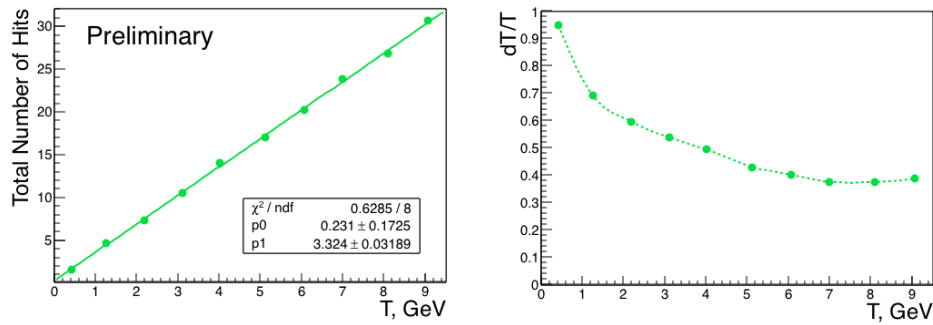 Total Number of Hits
30
25
20
15
10
5
Preliminary
χ² / ndf 0.6285 / 8
p0 0.231 ± 0.1725
p1 3.324 ± 0.03189
0 1 2 3 4 5 6 7 8 9
T, GeV
dT/T
1
0.9
0.8
0.7
0.6
0.5
0.4
0.3
0.2
0.1
0
0 1 2 3 4 5 6 7 8 9
T, GeV